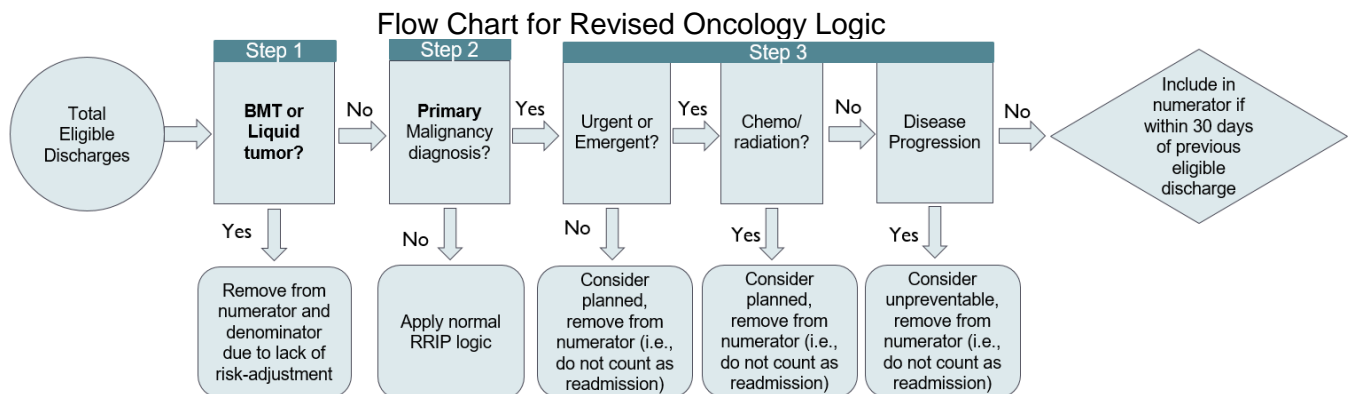 Flow Chart for Revised Oncology Logic
Step 1
Step 2
Step 3
Total
Eligible
Discharges
BMT or
Liquid
tumor?
No
Primary
Malignancy
diagnosis?
Yes
Urgent or
Emergent?
Yes
Chemo/
radiation?
No
Disease
Progression
No
Include in
numerator if
within 30 days
of previous
eligible
discharge
Yes
No
No
Yes
Yes
Remove from
numerator and
denominator
due to lack of
risk-adjustment
Apply normal
RRIP logic
Consider
planned,
remove from
numerator (i.e.,
do not count as
readmission)
Consider
planned,
remove from
numerator (i.e.,
do not count as
readmission)
Consider
unpreventable,
remove from
numerator (i.e.,
do not count as
readmission)